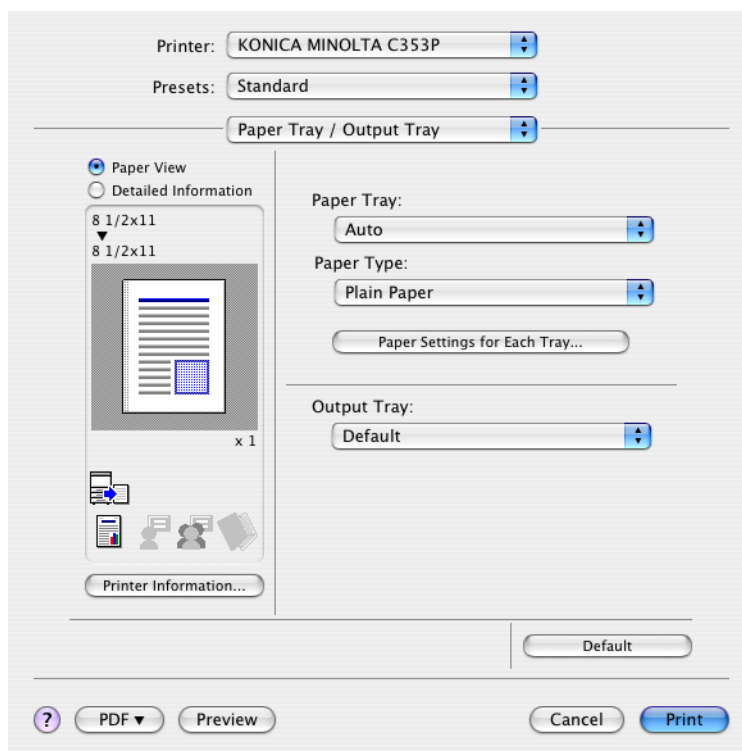 Printer: KONICA MINOLTA C353P
Presets: Standard
Paper Tray / Output Tray
Paper View
Detailed Information
8 1/2x11
8 1/2x11
x 1
Printer Information...
Paper Tray:
Auto
Paper Type:
Plain Paper
Paper Settings for Each Tray...
Output Tray:
Default
Default
? PDF Preview Cancel Print